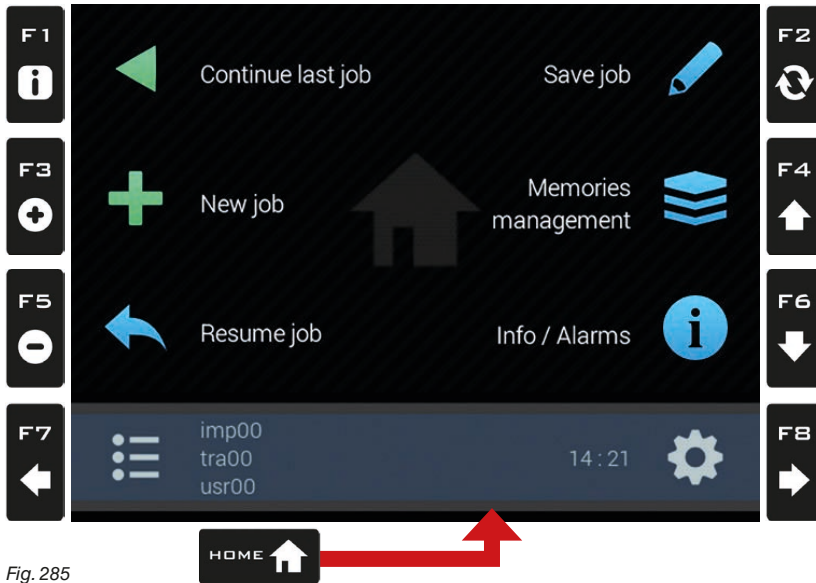 F1
F2
Continue last job
Save job
F3
F4
New job
Memories
management
F5
F6
Resume job
Info / Alarms
i
F7
F8
imp00
tra00
usr00
14 : 21
HOME
Fig. 285